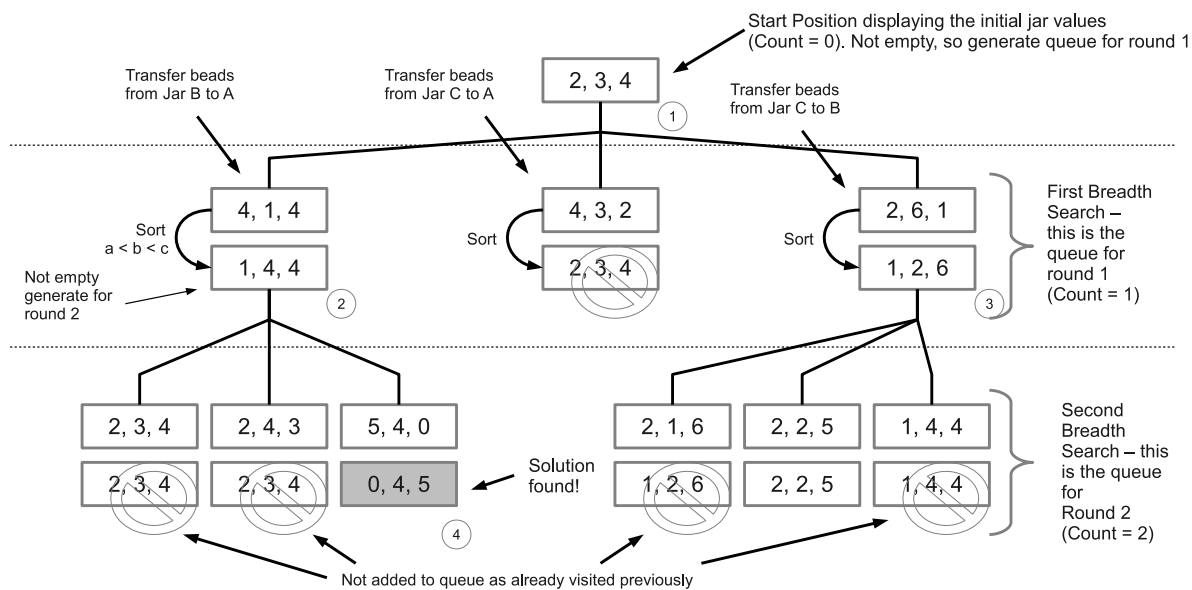 Start Position displaying the initial jar values
(Count = 0). Not empty, so generate queue for round 1
2, 3, 4
1
Transfer beads
from Jar B to A
Transfer beads
from Jar C to A
Transfer beads
from Jar C to B
4, 1, 4
4, 3, 2
2, 6, 1
Sort
a < b < c
Sort
Sort
1, 4, 4
2, 3, 4
1, 2, 6
First Breadth
Search –
this is the
queue for
round 1
(Count = 1)
Not empty
generate for
round 2
2
3
2, 3, 4
2, 4, 3
5, 4, 0
2, 1, 6
2, 2, 5
1, 4, 4
2, 3, 4
2, 3, 4
0, 4, 5
Solution
found!
1, 2, 6
2, 2, 5
1, 4, 4
Second
Breadth
Search – this
is the queue
for
Round 2
(Count = 2)
4
Not added to queue as already visited previously